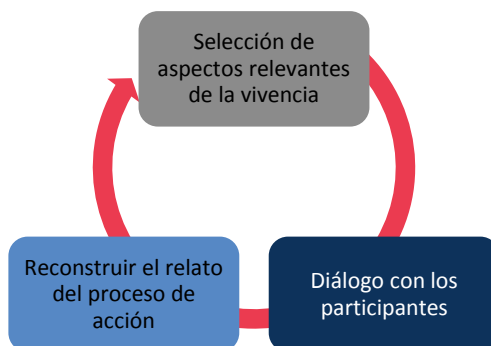 Selección de
aspectos relevantes
de la vivencia
Diálogo con los
participantes
Reconstruir el relato
del proceso de
acción